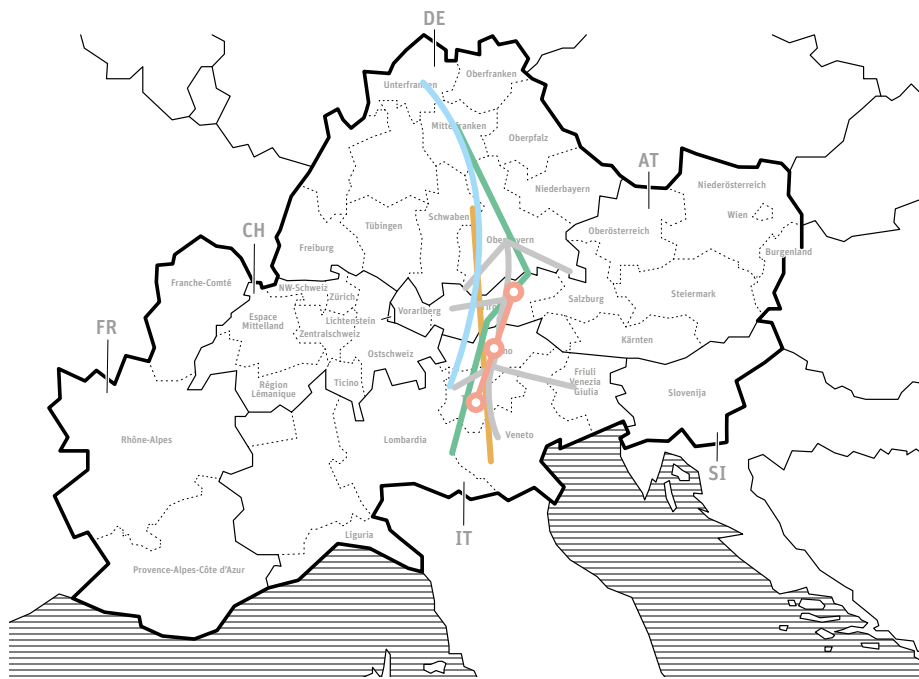 DE
Oberfranken
Unterfranken
Mittelfranken
Oberpfalz
AT
Niederösterreich
Niederbayern
Schwaben
Wien
Tübingen
Oberösterreich
CH
Freiburg
Oberbayern
Burgenland
Franche-Comté
NW-Schweiz
Zürich
Salzburg
Steiermark
Vorarlberg
Espace
Mittelland
Lichtenstein
Zentralschweiz
FR
Kärnten
Ostschweiz
Ticino
Région
Lémanique
Friuli
Venezia
Giulia
Slovenija
Rhône-Alpes
Lombardia
Veneto
SI
IT
Liguria
Provence-Alpes-Côte d'Azur